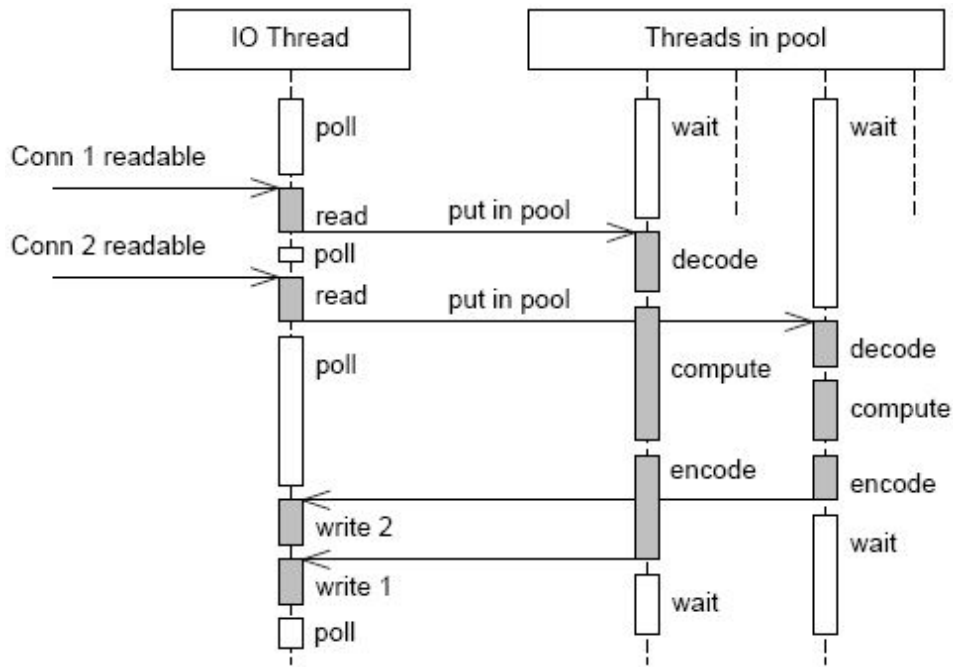 IO Thread
Threads in pool
poll
wait
wait
Conn 1 readable
read
put in pool
Conn 2 readable
poll
decode
read
put in pool
poll
compute
decode
compute
encode
encode
write 2
wait
write 1
wait
poll